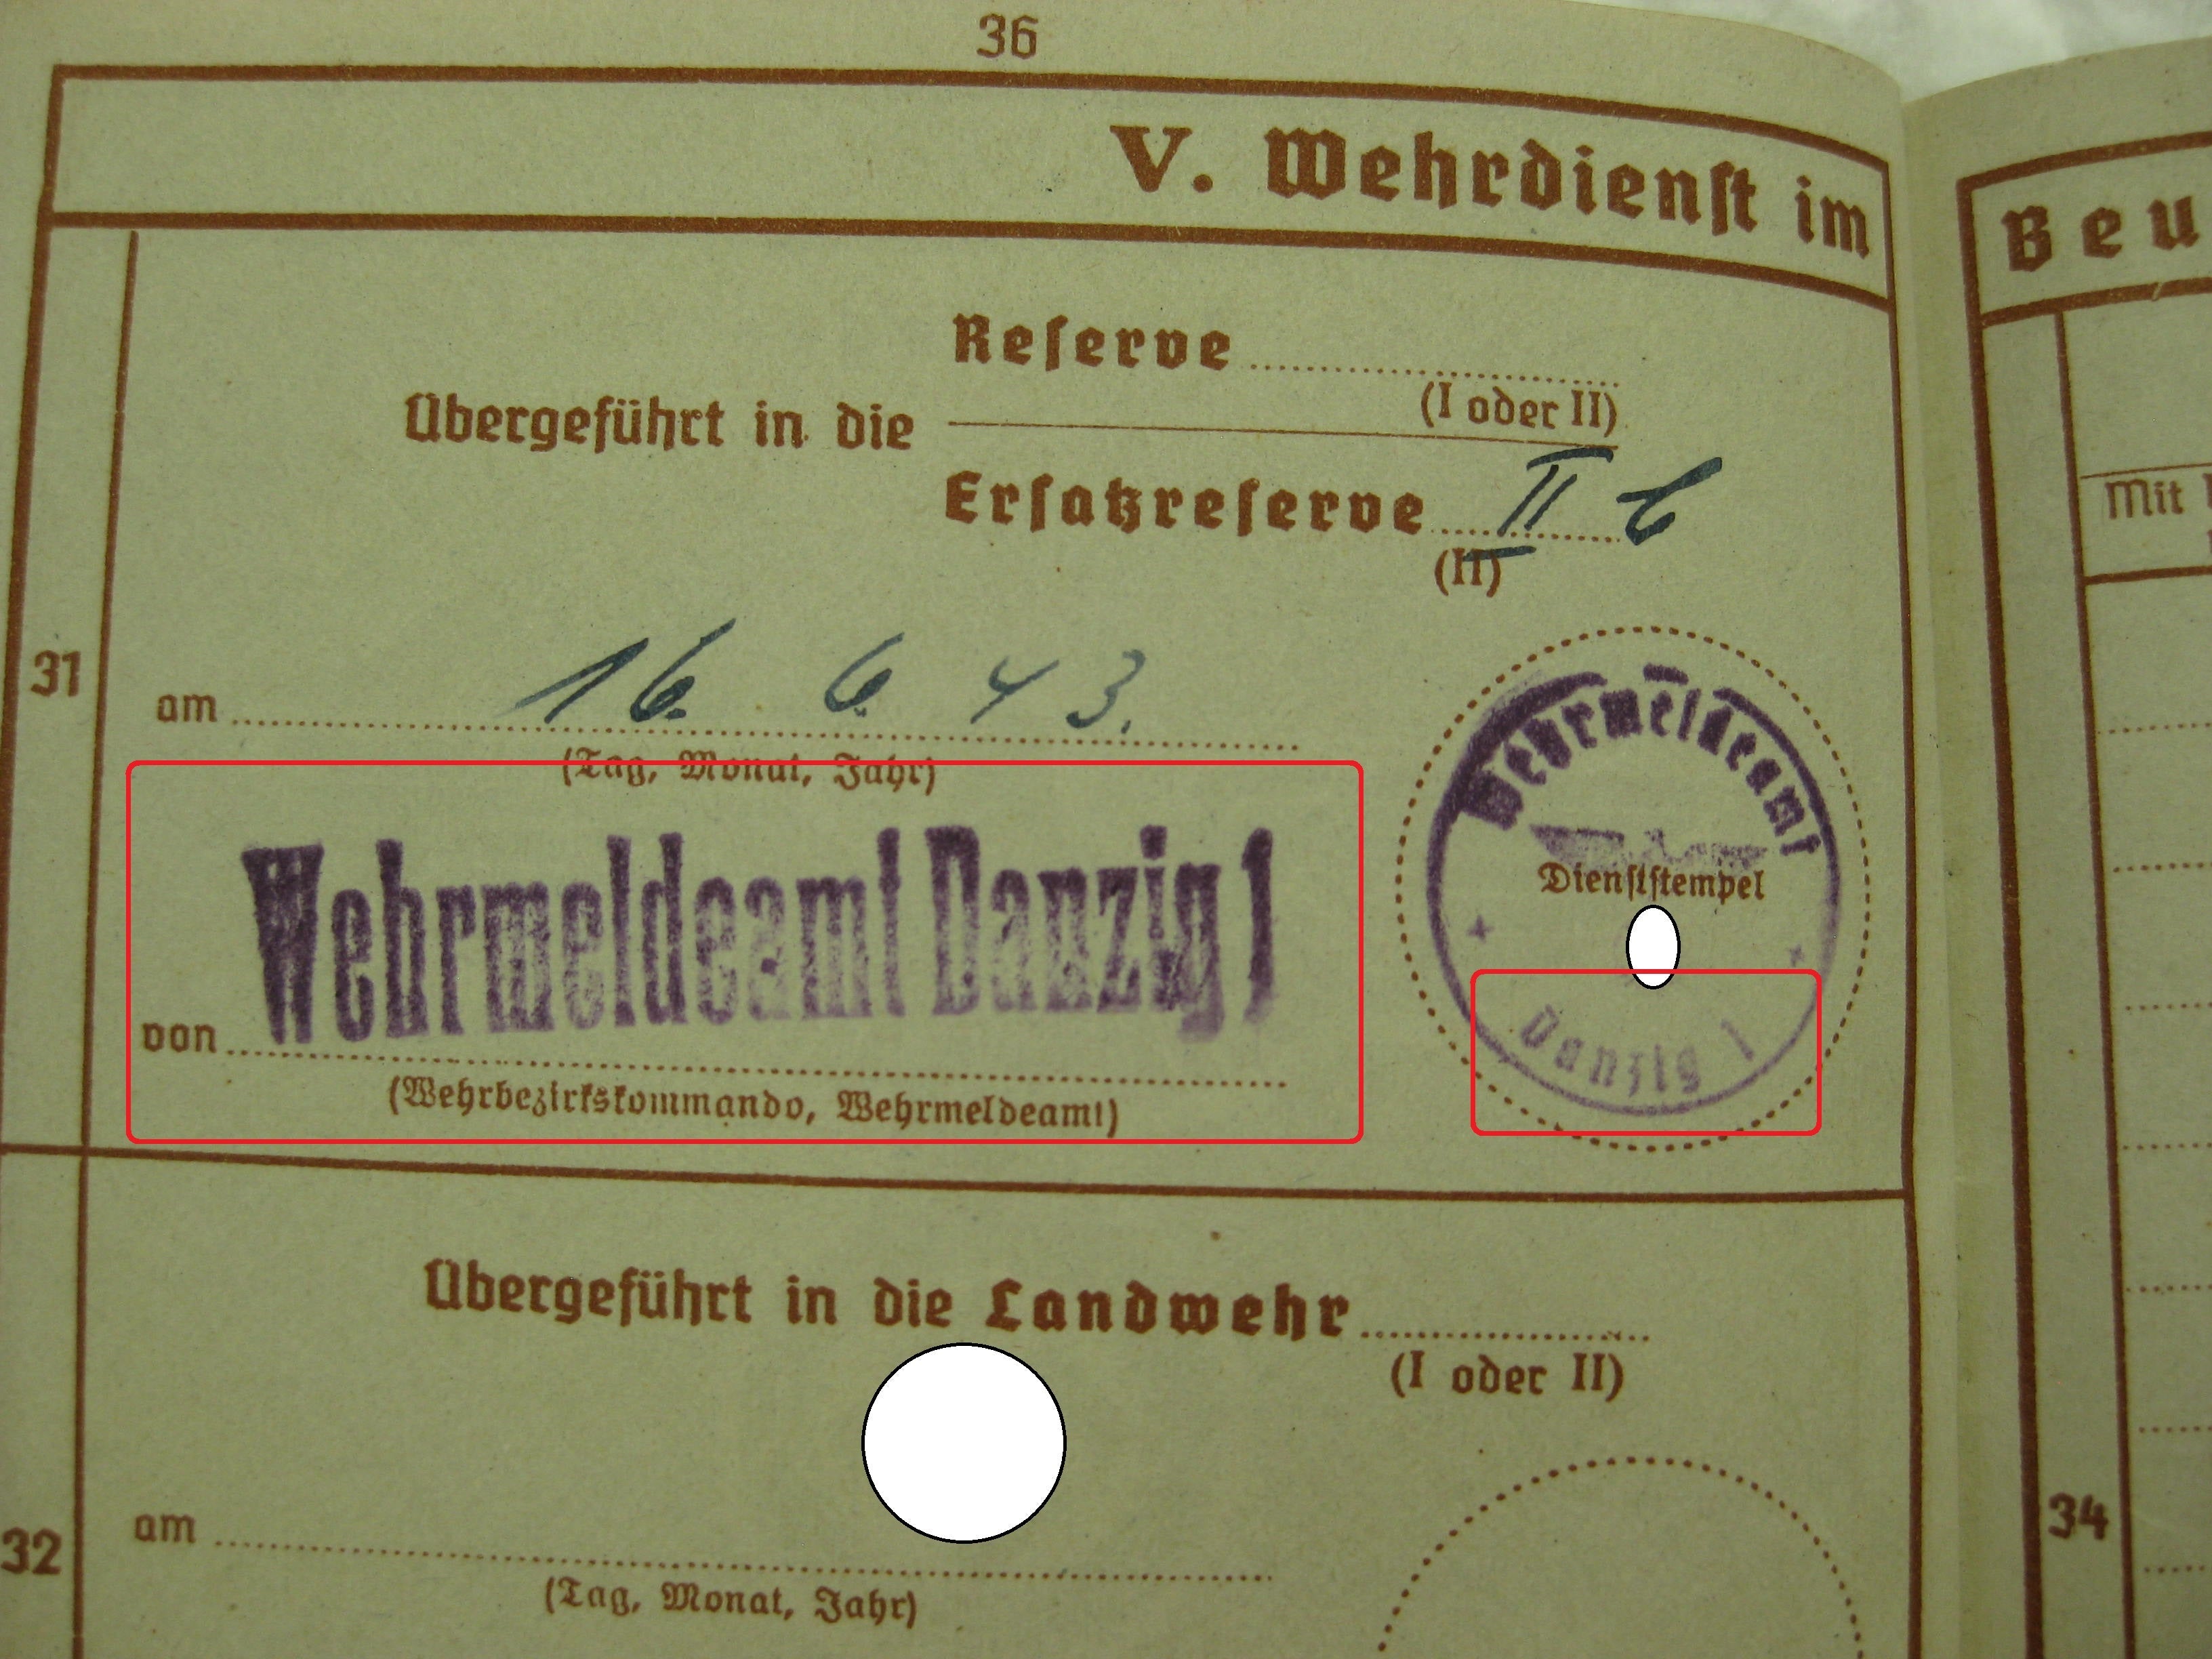 36
V. Wehrdienst im
Reserve
(I oder II)
Übergeführt in die
Ersatzreserve II b
(II)
31
am 16. 6. 43.
(Tag, Monat, Jahr)
Wehrmeldeamt Danzig 1
von
(Wehrbezirkskommando, Wehrmeldeamt)
Wehrmeldeamt
Dienststempel
Danzig 1
Übergeführt in die Landwehr
(I oder II)
32
am
(Tag, Monat, Jahr)
Beu
Mit
34